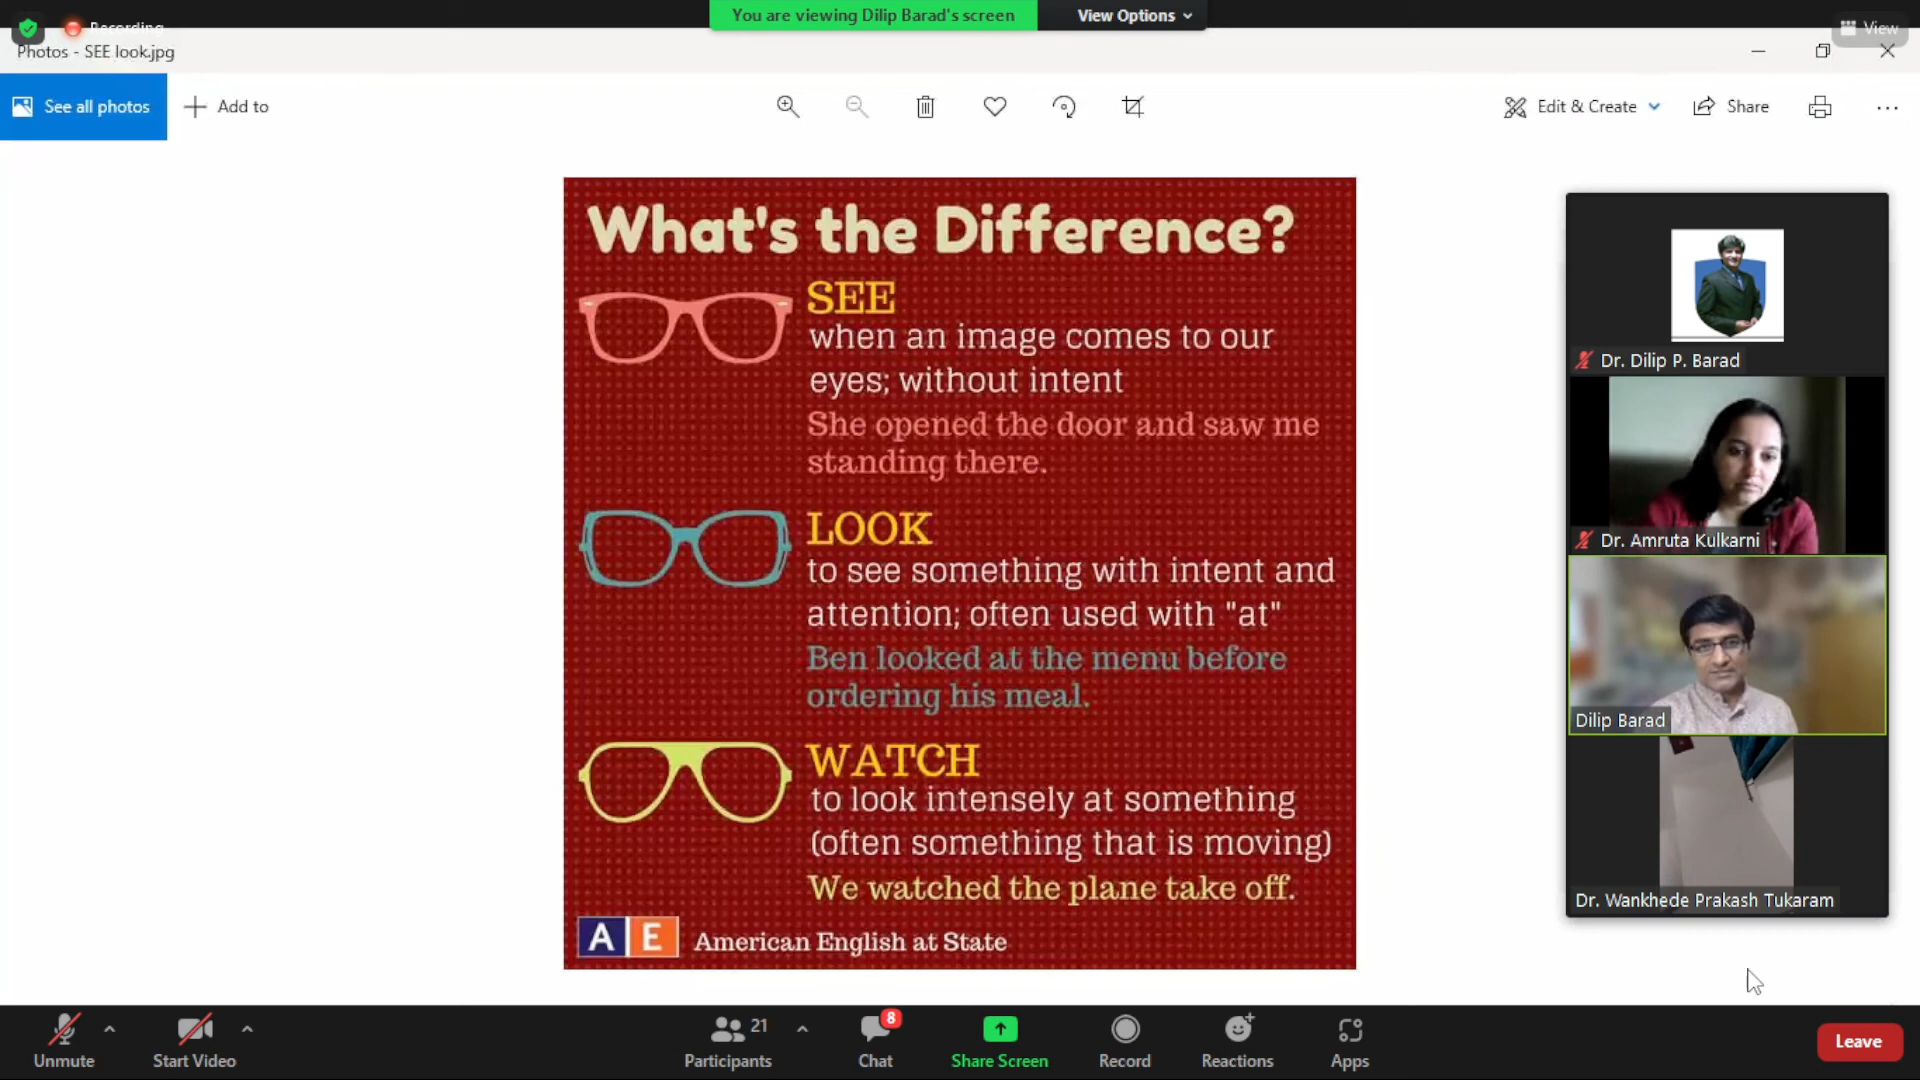 Recording
You are viewing Dilip Barad's screen
View Options
View
Photos - SEE look.jpg
See all photos
Add to
Edit & Create
Share
What's the Difference?
SEE
when an image comes to our
eyes; without intent
She opened the door and saw me
standing there.
LOOK
to see something with intent and
attention; often used with "at"
Ben looked at the menu before
ordering his meal.
WATCH
to look intensely at something
(often something that is moving)
We watched the plane take off.
A E American English at State
Dr. Dilip P. Barad
Dr. Amruta Kulkarni
Dilip Barad
Dr. Wankhede Prakash Tukaram
Unmute
Start Video
21
Participants
8
Chat
Share Screen
Record
Reactions
Apps
Leave